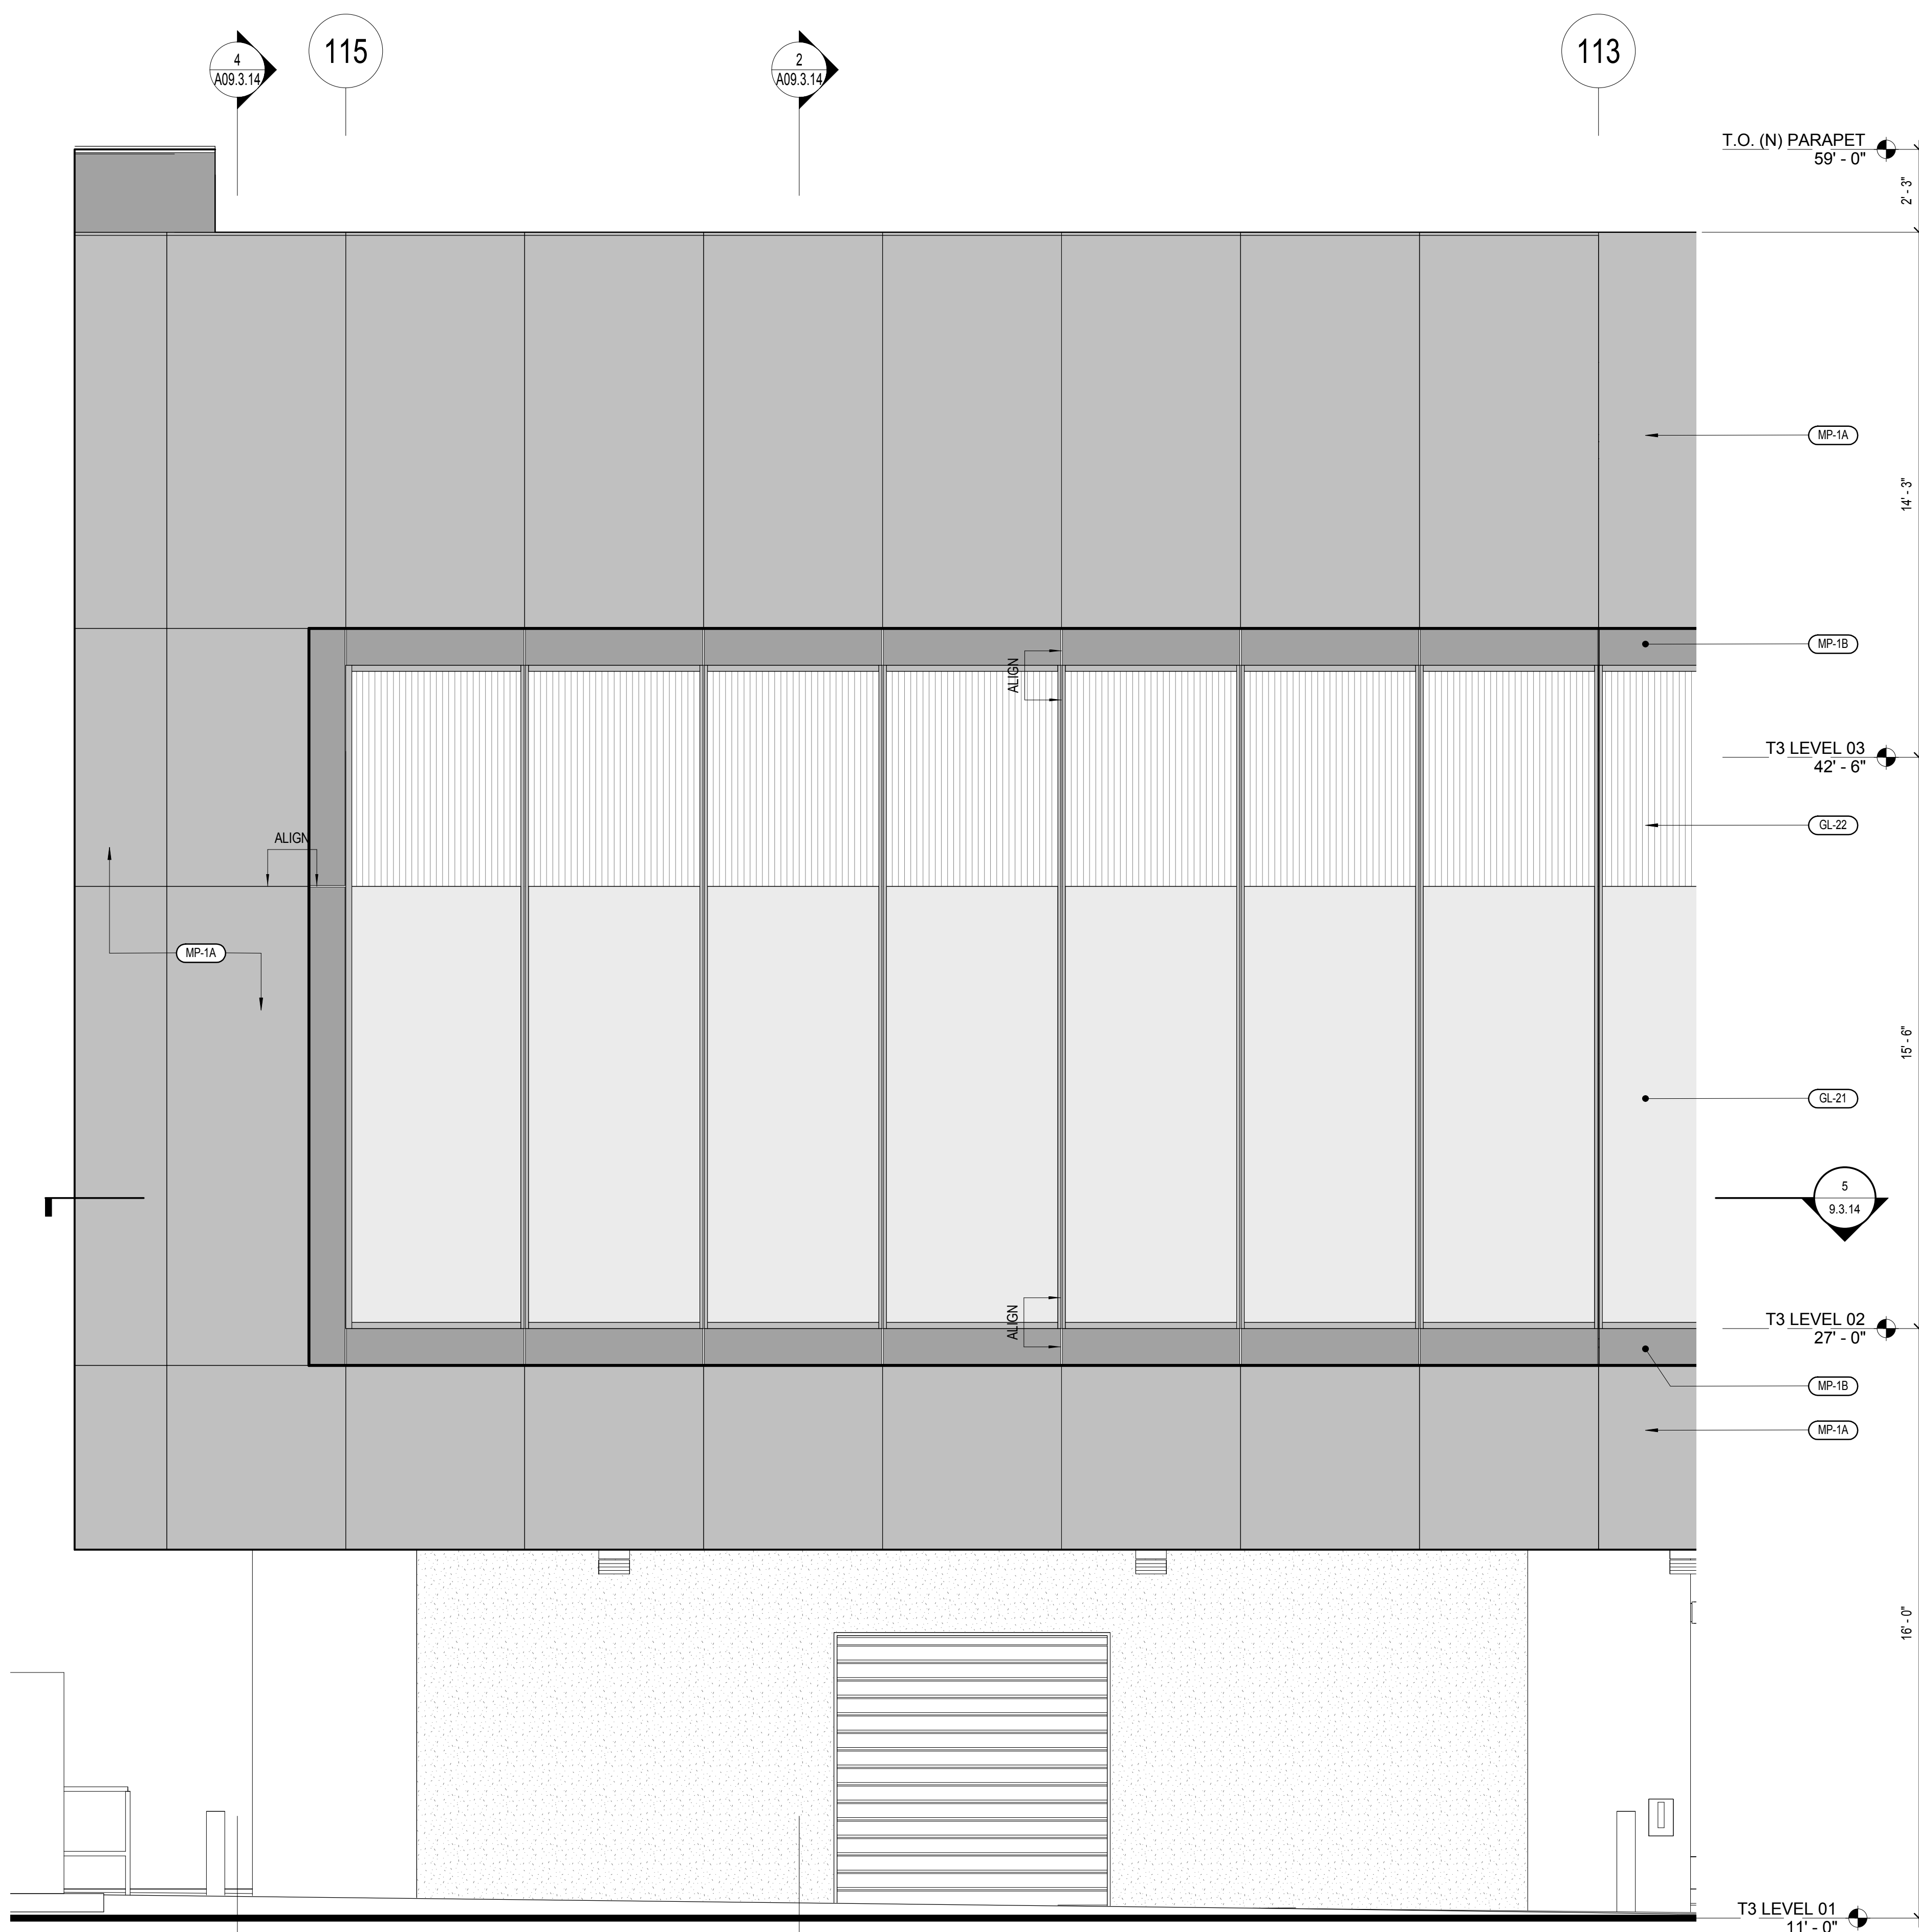 4
A09.3.14
115
2
A09.3.14
113
T.O. (N) PARAPET
59' - 0"
2' - 3"
MP-1A
14' - 3"
MP-1B
ALIGN
T3 LEVEL 03
42' - 6"
GL-22
ALIGN
MP-1A
15' - 6"
GL-21
5
9.3.14
ALIGN
T3 LEVEL 02
27' - 0"
MP-1B
MP-1A
16' - 0"
T3 LEVEL 01
11' - 0"